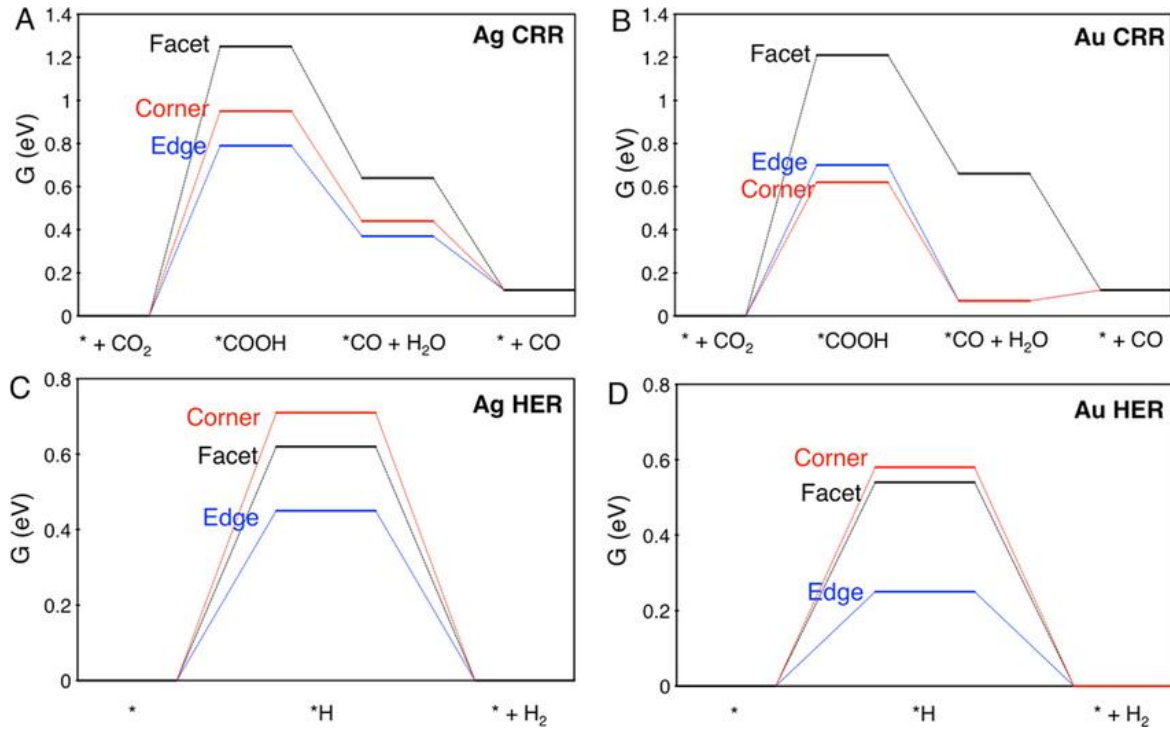 A
Ag CRR
G (eV)
1.4
1.2
1
0.8
0.6
0.4
0.2
0
Facet
Corner
Edge
* + CO₂
*COOH
*CO + H₂O
* + CO
B
Au CRR
G (eV)
1.4
1.2
1
0.8
0.6
0.4
0.2
0
Facet
Edge
Corner
* + CO₂
*COOH
*CO + H₂O
* + CO
C
Ag HER
G (eV)
0.8
0.6
0.4
0.2
0
Corner
Facet
Edge
*
*H
* + H₂
D
Au HER
G (eV)
0.8
0.6
0.4
0.2
0
Corner
Facet
Edge
*
*H
* + H₂